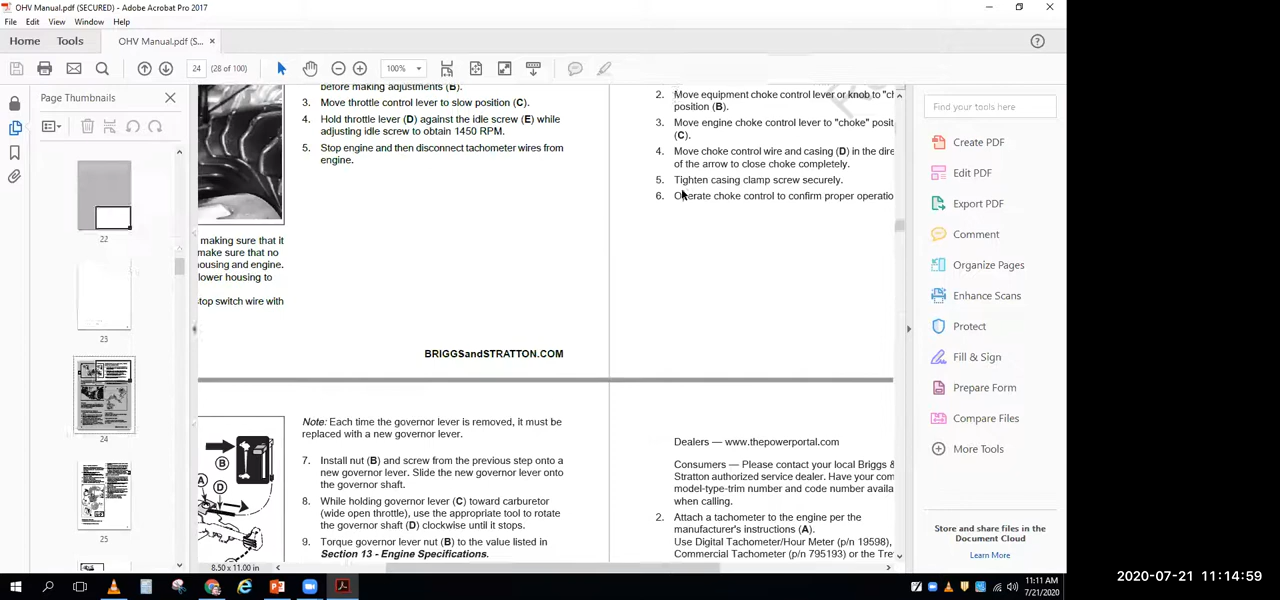 OHV Manual.pdf (SECURED) - Adobe Acrobat Pro 2017
File Edit View Window Help
Home Tools OHV Manual.pdf (S... ×
24 (28 of 100) 100%
Page Thumbnails
22
23
24
25
before making adjustments (B).
3. Move throttle control lever to slow position (C).
4. Hold throttle lever (D) against the idle screw (E) while
adjusting idle screw to obtain 1450 RPM.
5. Stop engine and then disconnect tachometer wires from
engine.
making sure that it
make sure that no
ousing and engine.
lower housing to
top switch wire with
BRIGGSandSTRATTON.COM
2. Move equipment choke control lever or knob to "ch
position (B).
3. Move engine choke control lever to "choke" posit
(C).
4. Move choke control wire and casing (D) in the dire
of the arrow to close choke completely.
5. Tighten casing clamp screw securely.
6. Operate choke control to confirm proper operatio
B
A
D
Note: Each time the governor lever is removed, it must be
replaced with a new governor lever.
7. Install nut (B) and screw from the previous step onto a
new governor lever. Slide the new governor lever onto
the governor shaft.
8. While holding governor lever (C) toward carburetor
(wide open throttle), use the appropriate tool to rotate
the governor shaft (D) clockwise until it stops.
9. Torque governor lever nut (B) to the value listed in
Section 13 - Engine Specifications.
Dealers — www.thepowerportal.com
Consumers — Please contact your local Briggs &
Stratton authorized service dealer. Have your com
model-type-trim number and code number availa
when calling.
2. Attach a tachometer to the engine per the
manufacturer's instructions (A).
Use Digital Tachometer/Hour Meter (p/n 19598),
Commercial Tachometer (p/n 795193) or the Tre
8.50 x 11.00 in
Find your tools here
Create PDF
Edit PDF
Export PDF
Comment
Organize Pages
Enhance Scans
Protect
Fill & Sign
Prepare Form
Compare Files
More Tools
Store and share files in the
Document Cloud
Learn More
11:11 AM
7/21/2020
2020-07-21 11:14:59